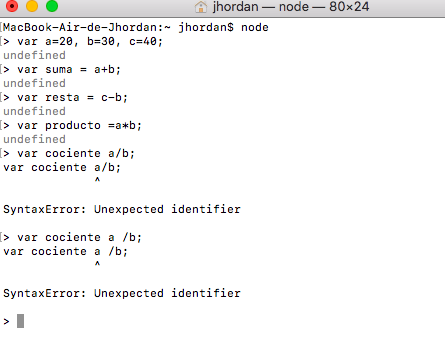 jhordan — node — 80×24
[MacBook-Air-de-Jhordan:~ jhordan$ node
[> var a=20, b=30, c=40;
undefined
[> var suma = a+b;
undefined
[> var resta = c-b;
undefined
[> var producto =a*b;
undefined
[> var cociente a/b;
var cociente a/b;
^
SyntaxError: Unexpected identifier
[> var cociente a /b;
var cociente a /b;
^
SyntaxError: Unexpected identifier
>